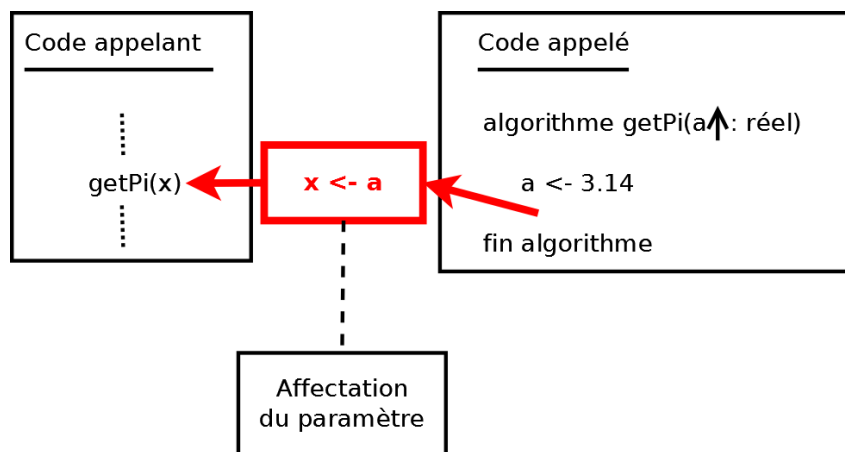 Code appelant
getPi(x)
x <- a
Code appelé
algorithme getPi(a↑: réel)
a <- 3.14
fin algorithme
Affectation
du paramètre